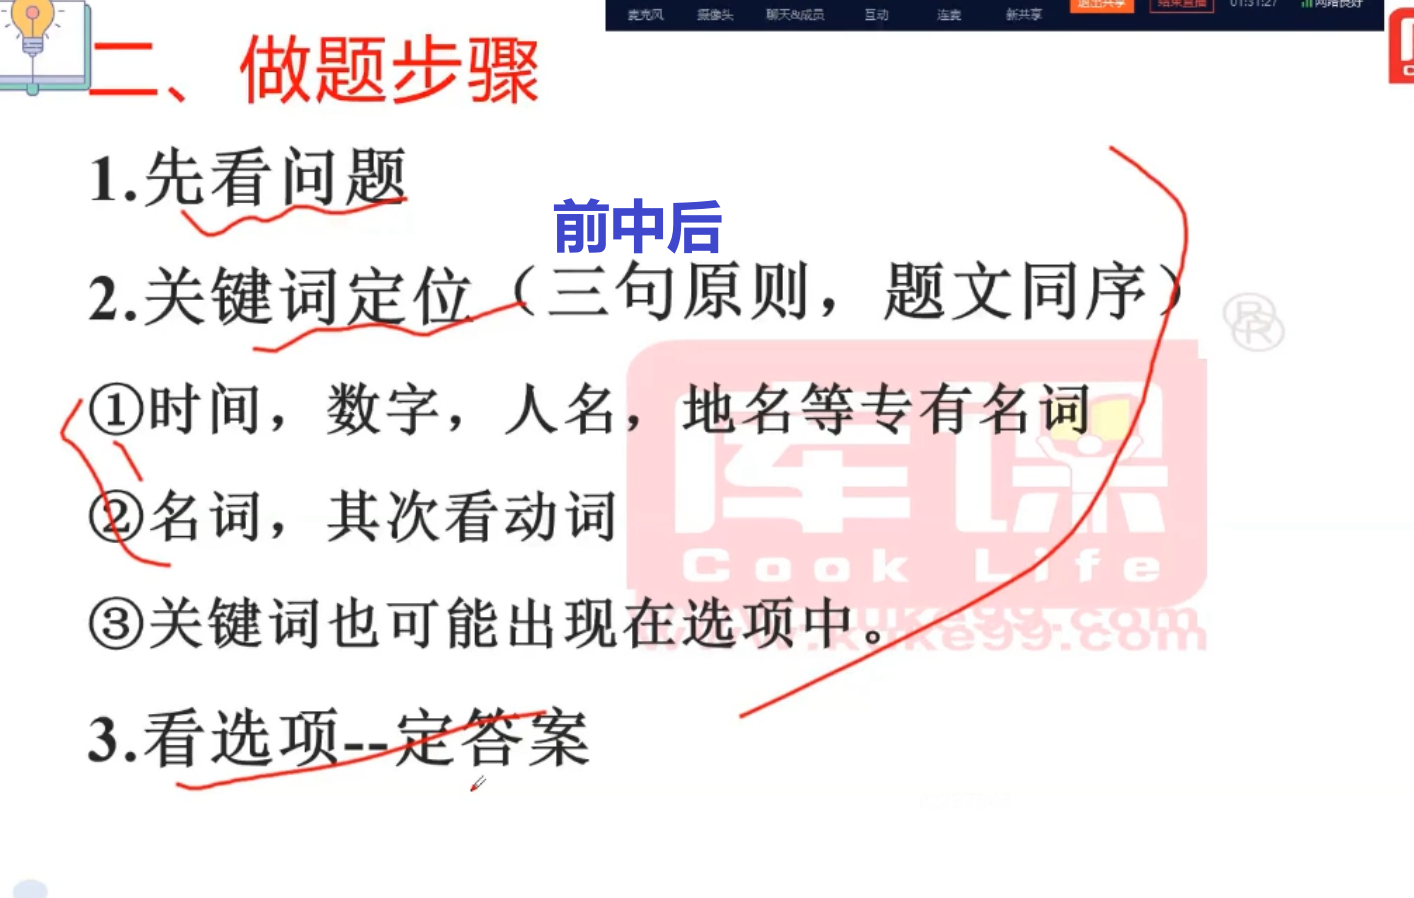 麦克风 摄像头 聊天&成员 互动 连麦 新共享 退出共享 结束直播 01:31:27 网络良好
二、做题步骤
1.先看问题
前中后
2.关键词定位（三句原则，题文同序）
①时间，数字，人名，地名等专有名词
②名词，其次看动词
③关键词也可能出现在选项中。
3.看选项--定答案
库课
Cook Life
www.kuke99.com
®